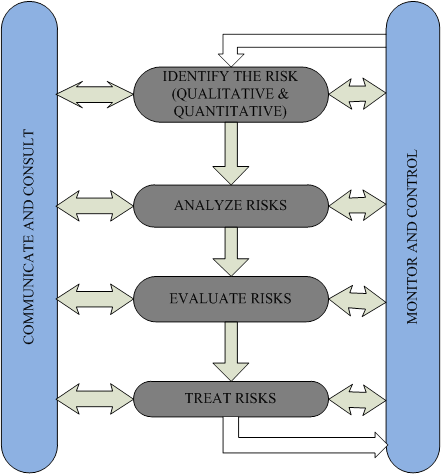 COMMUNICATE AND CONSULT
IDENTIFY THE RISK
(QUALITATIVE &
QUANTITATIVE)
ANALYZE RISKS
EVALUATE RISKS
TREAT RISKS
MONITOR AND CONTROL